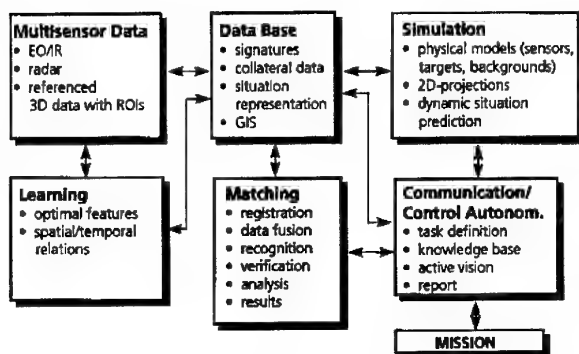 Multisensor Data
• EO/IR
• radar
• referenced
3D data with ROIs
Data Base
• signatures
• collateral data
• situation
representation
• GIS
Simulation
• physical models (sensors,
targets, backgrounds)
• 2D-projections
• dynamic situation
prediction
Learning
• optimal features
• spatial/temporal
relations
Matching
• registration
• data fusion
• recognition
• verification
• analysis
• results
Communication/
Control Autonom.
• task definition
• knowledge base
• active vision
• report
MISSION